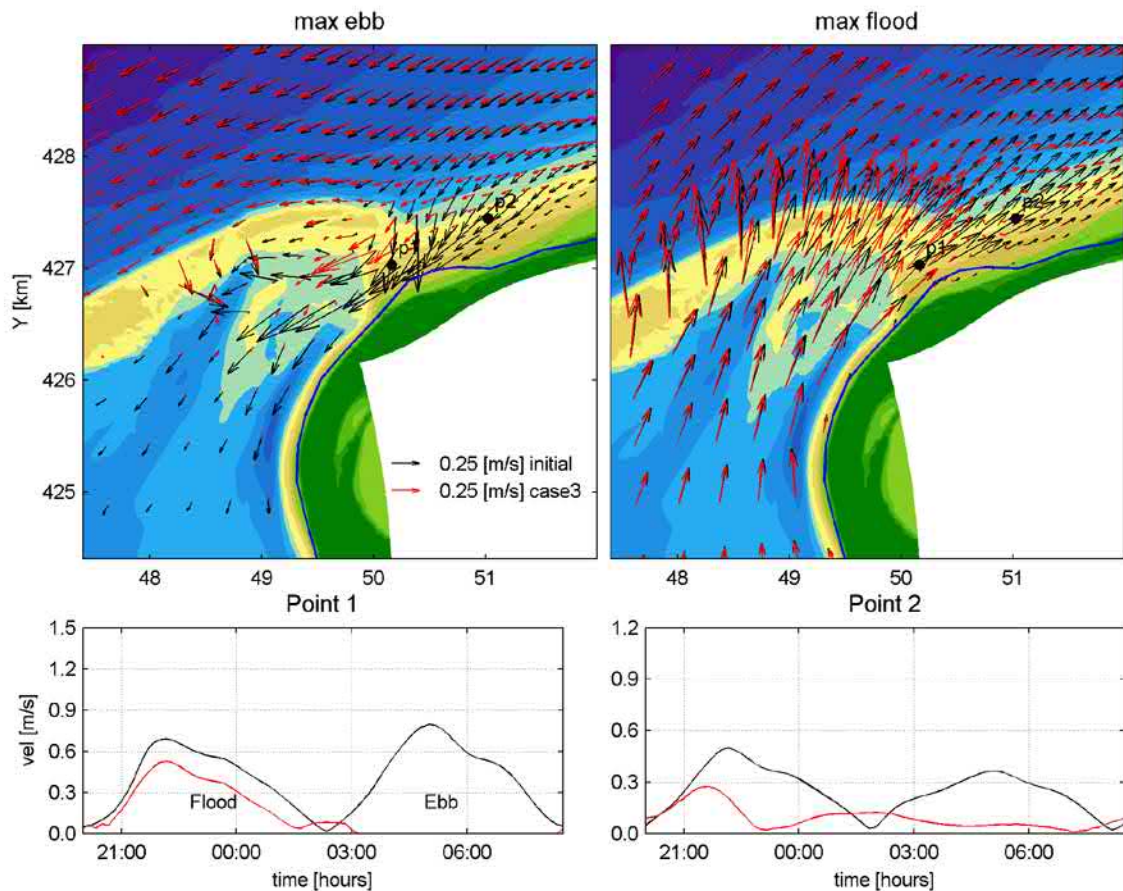 max ebb
max flood
428
427
426
425
Y [km]
p2
p1
p2
p1
0.25 [m/s] initial
0.25 [m/s] case3
48 49 50 51
48 49 50 51
Point 1
Point 2
1.5
1.2
0.9
0.6
0.3
0.0
vel [m/s]
Flood
Ebb
21:00 00:00 03:00 06:00
time [hours]
1.2
0.9
0.6
0.3
0.0
21:00 00:00 03:00 06:00
time [hours]